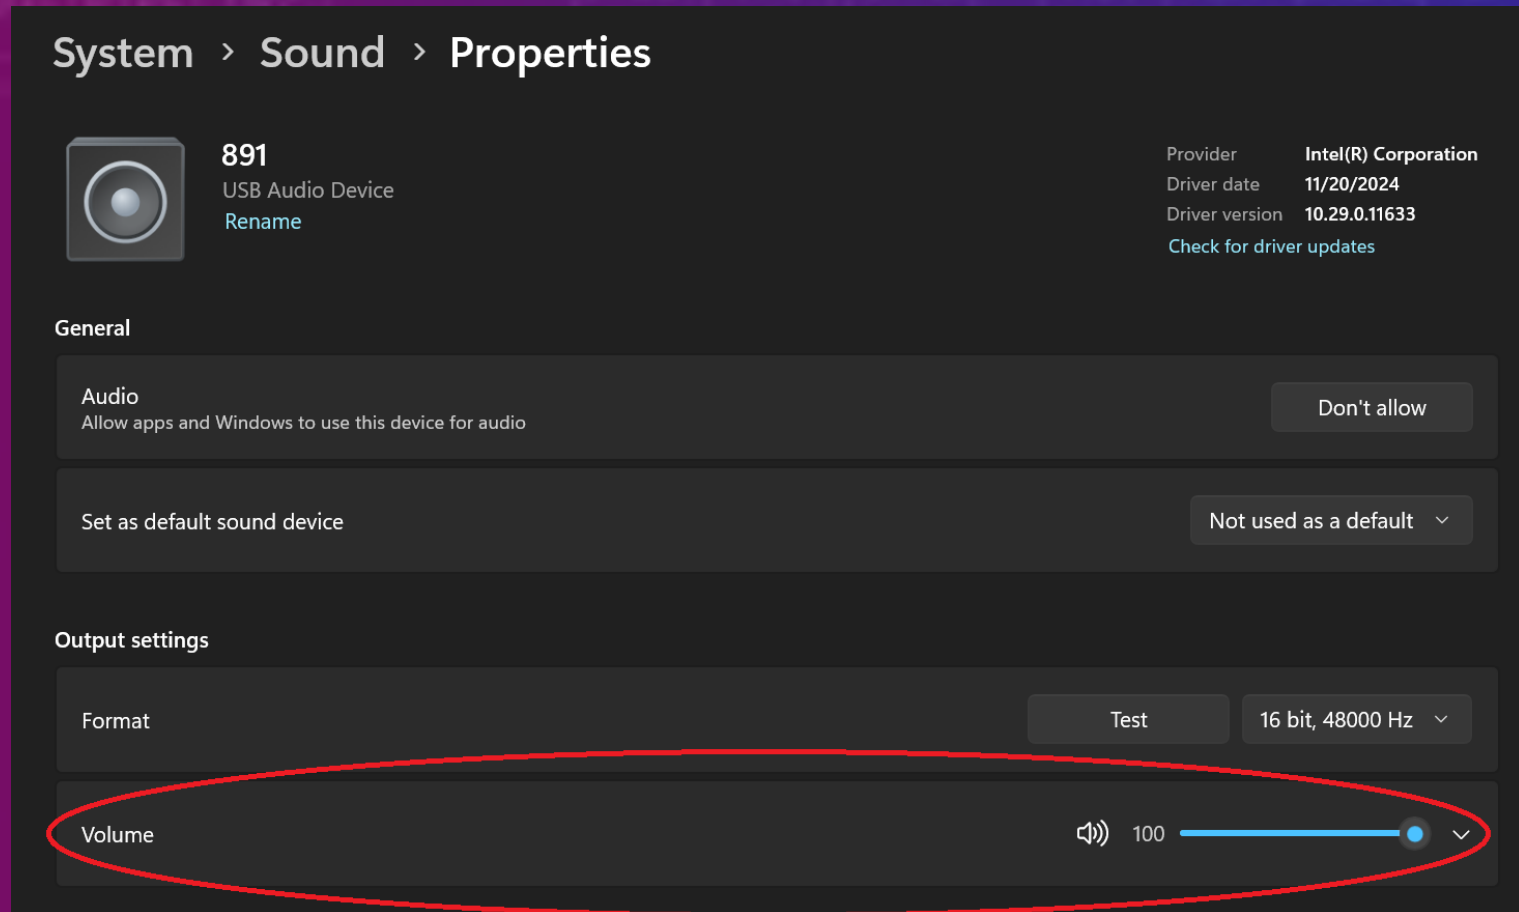 System > Sound > Properties
891
USB Audio Device
Rename
Provider Intel(R) Corporation
Driver date 11/20/2024
Driver version 10.29.0.11633
Check for driver updates
General
Audio
Allow apps and Windows to use this device for audio
Don't allow
Set as default sound device
Not used as a default
Output settings
Format
Test
16 bit, 48000 Hz
Volume
100